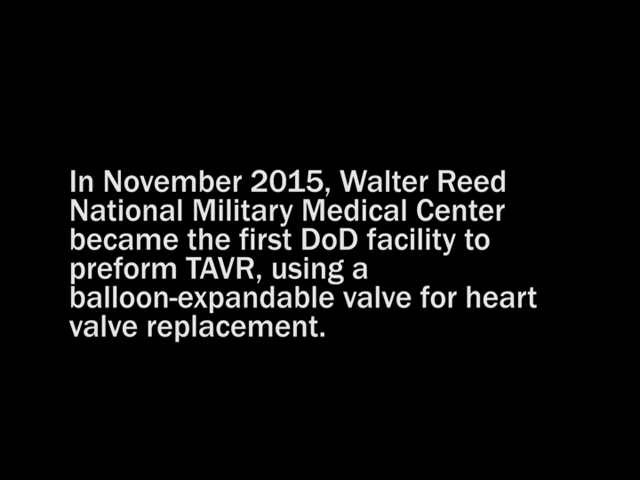 In November 2015, Walter Reed
National Military Medical Center
became the first DoD facility to
preform TAVR, using a
balloon-expandable valve for heart
valve replacement.